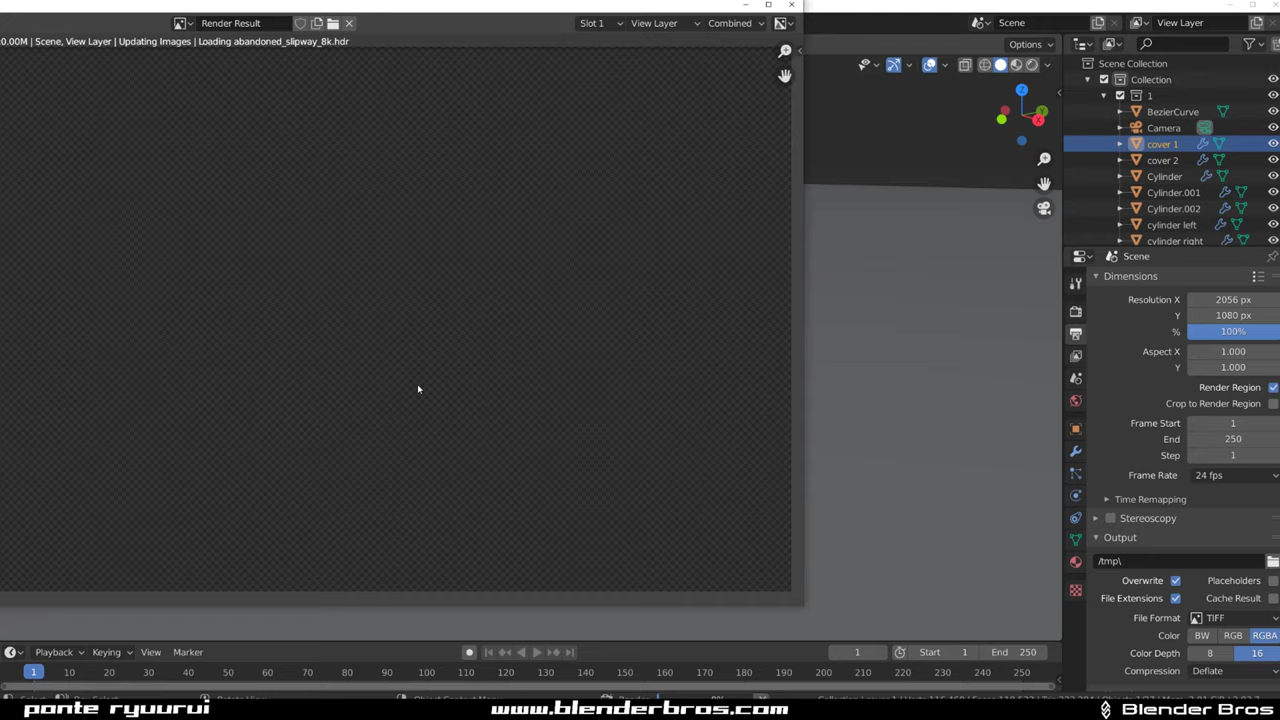 Render Result
Slot 1
View Layer
Combined
0.00M | Scene, View Layer | Updating Images | Loading abandoned_slipway_8k.hdr
Scene
View Layer
Options
Scene Collection
Collection
1
BezierCurve
Camera
cover 1
cover 2
Cylinder
Cylinder.001
Cylinder.002
cylinder left
cylinder right
Z
Y
X
Scene
Dimensions
Resolution X 2056 px
Y 1080 px
% 100%
Aspect X 1.000
Y 1.000
Render Region
Crop to Render Region
Frame Start 1
End 250
Step 1
Frame Rate 24 fps
Time Remapping
Stereoscopy
Output
/tmp\
Overwrite Placeholders
File Extensions Cache Result
File Format TIFF
Color BW RGB RGBA
Color Depth 8 16
Compression Deflate
Playback Keying View Marker
1 Start 1 End 250
1 10 20 30 40 50 60 70 80 90 100 110 120 130 140 150 160 170 180 190 200 210 220 230 240 250
ponte ryuurui
www.blenderbros.com
Blender Bros